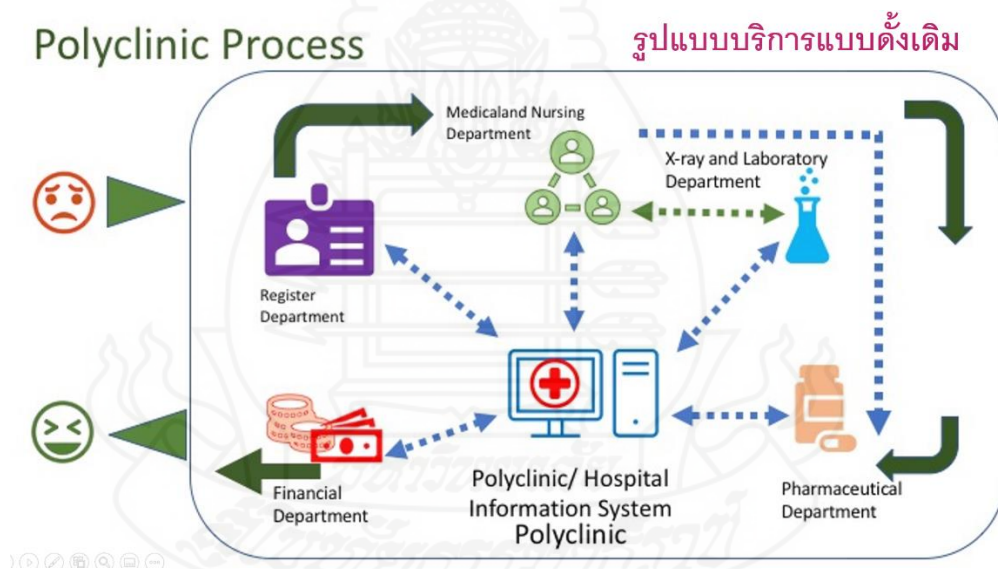 Polyclinic Process
รูปแบบบริการแบบดั้งเดิม
Medicaland Nursing
Department
X-ray and Laboratory
Department
Register
Department
Financial
Department
Polyclinic/ Hospital
Information System
Polyclinic
Pharmaceutical
Department